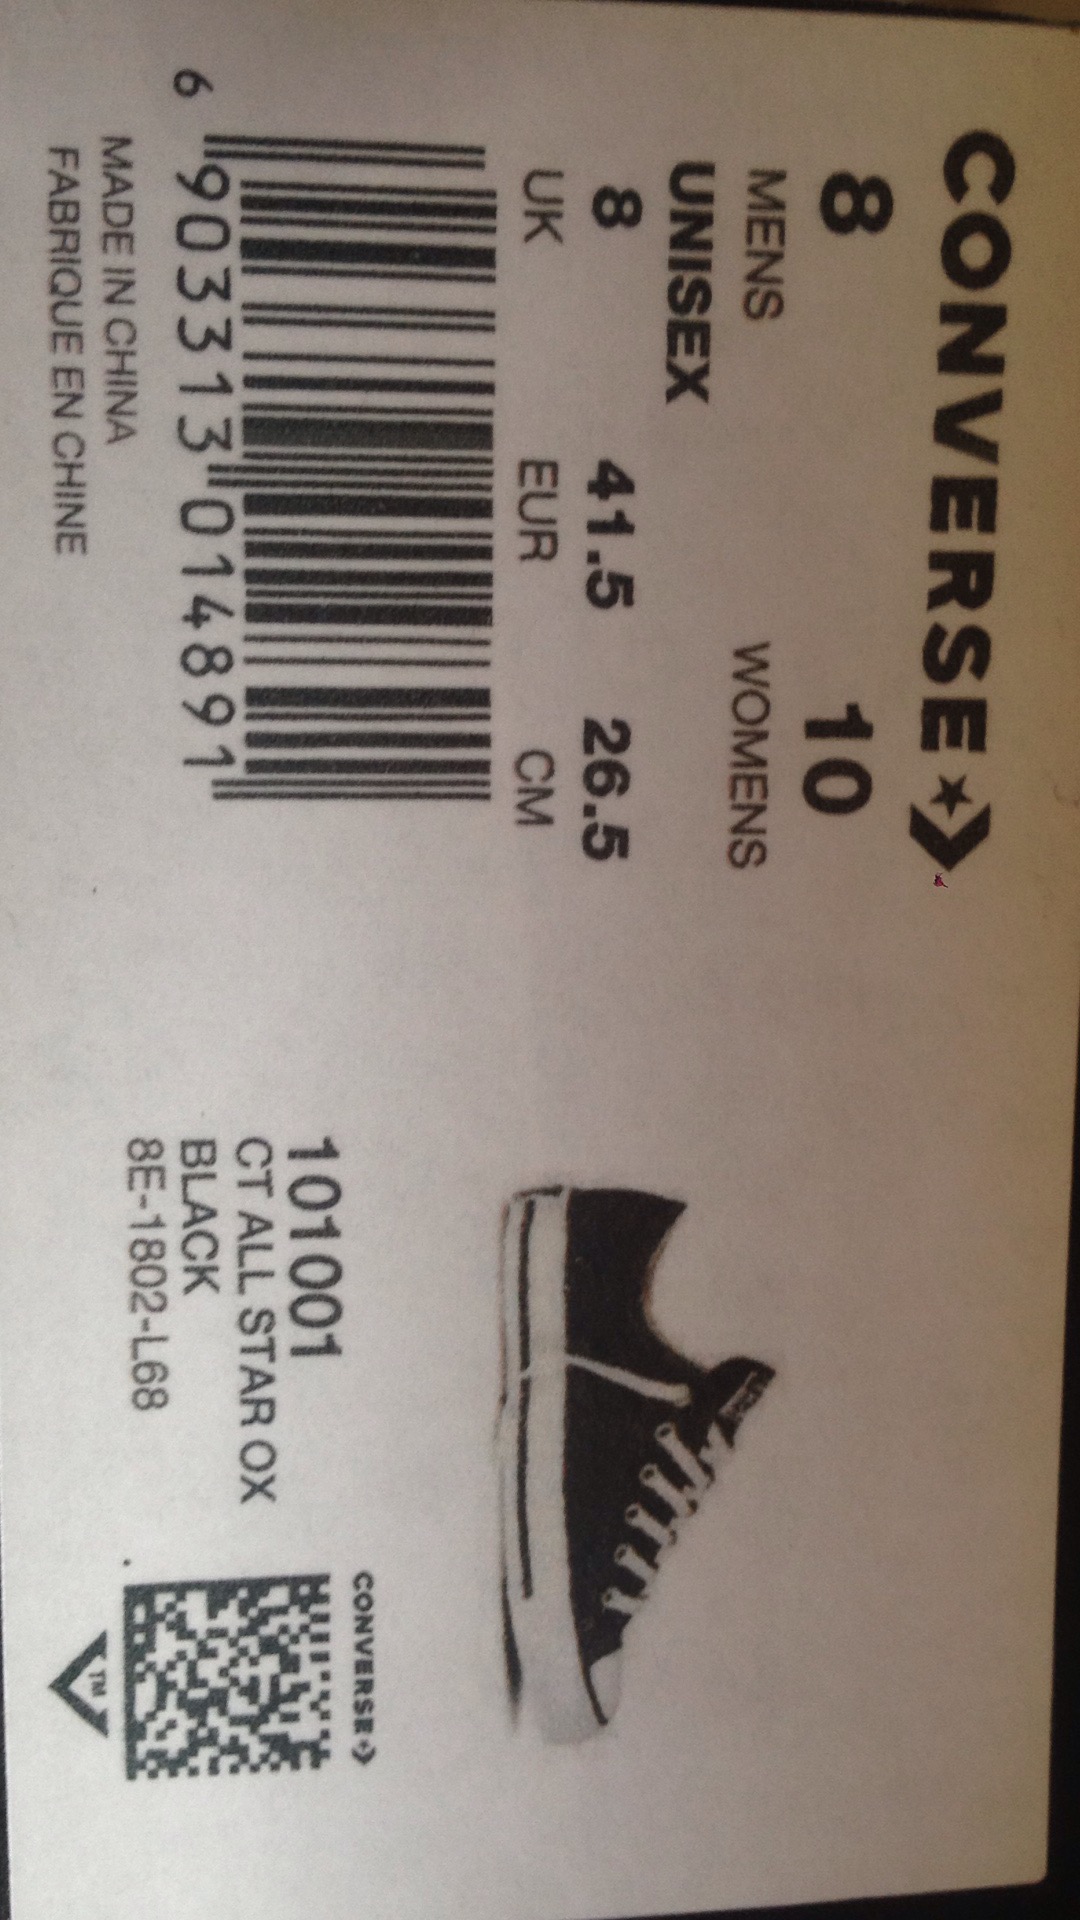 CONVERSE
8 10
MENS WOMENS
UNISEX
8 41.5 26.5
UK EUR CM
6 903313 014891
MADE IN CHINA
FABRIQUE EN CHINE
101001
CT ALL STAR OX
BLACK
8E-1802-L68
CONVERSE
TM